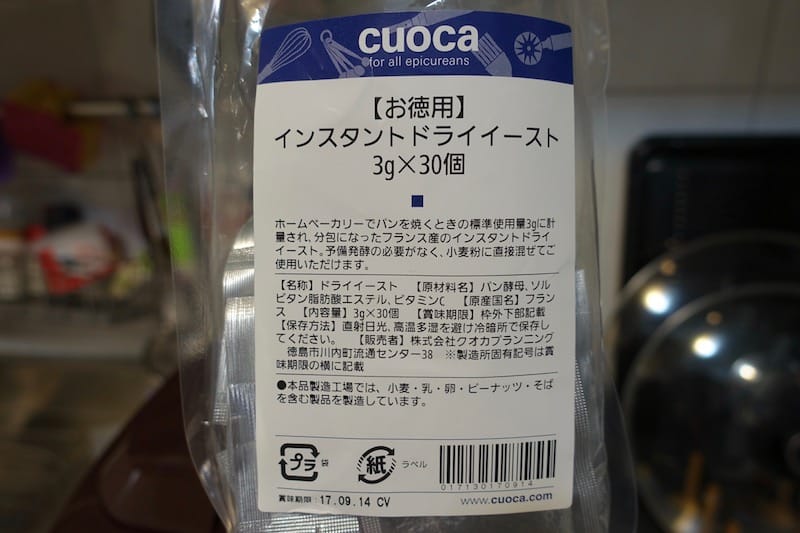 cuoca
for all epicureans
【お徳用】
インスタントドライイースト
3g×30個
ホームベーカリーでパンを焼くときの標準使用量3gに計
量され、分包になったフランス産のインスタントドライ
イースト。予備発酵の必要がなく、小麦粉に直接混ぜてご
使用いただけます。
【名称】ドライイースト 【原材料名】パン酵母、ソル
ビタン脂肪酸エステル、ビタミンC 【原産国名】フラン
ス 【内容量】3g×30個 【賞味期限】枠外下部記載
【保存方法】直射日光、高温多湿を避け冷暗所で保存し
てください。 【販売者】株式会社クオカプランニング
徳島市川内町流通センター38 ※製造所固有記号は賞
味期限の横に記載
●本品製造工場では、小麦・乳・卵・ピーナッツ・そば
を含む製品を製造しています。
プラ 袋 紙 ラベル
017130170914
賞味期限:17.09.14 CV
www.cuoca.com